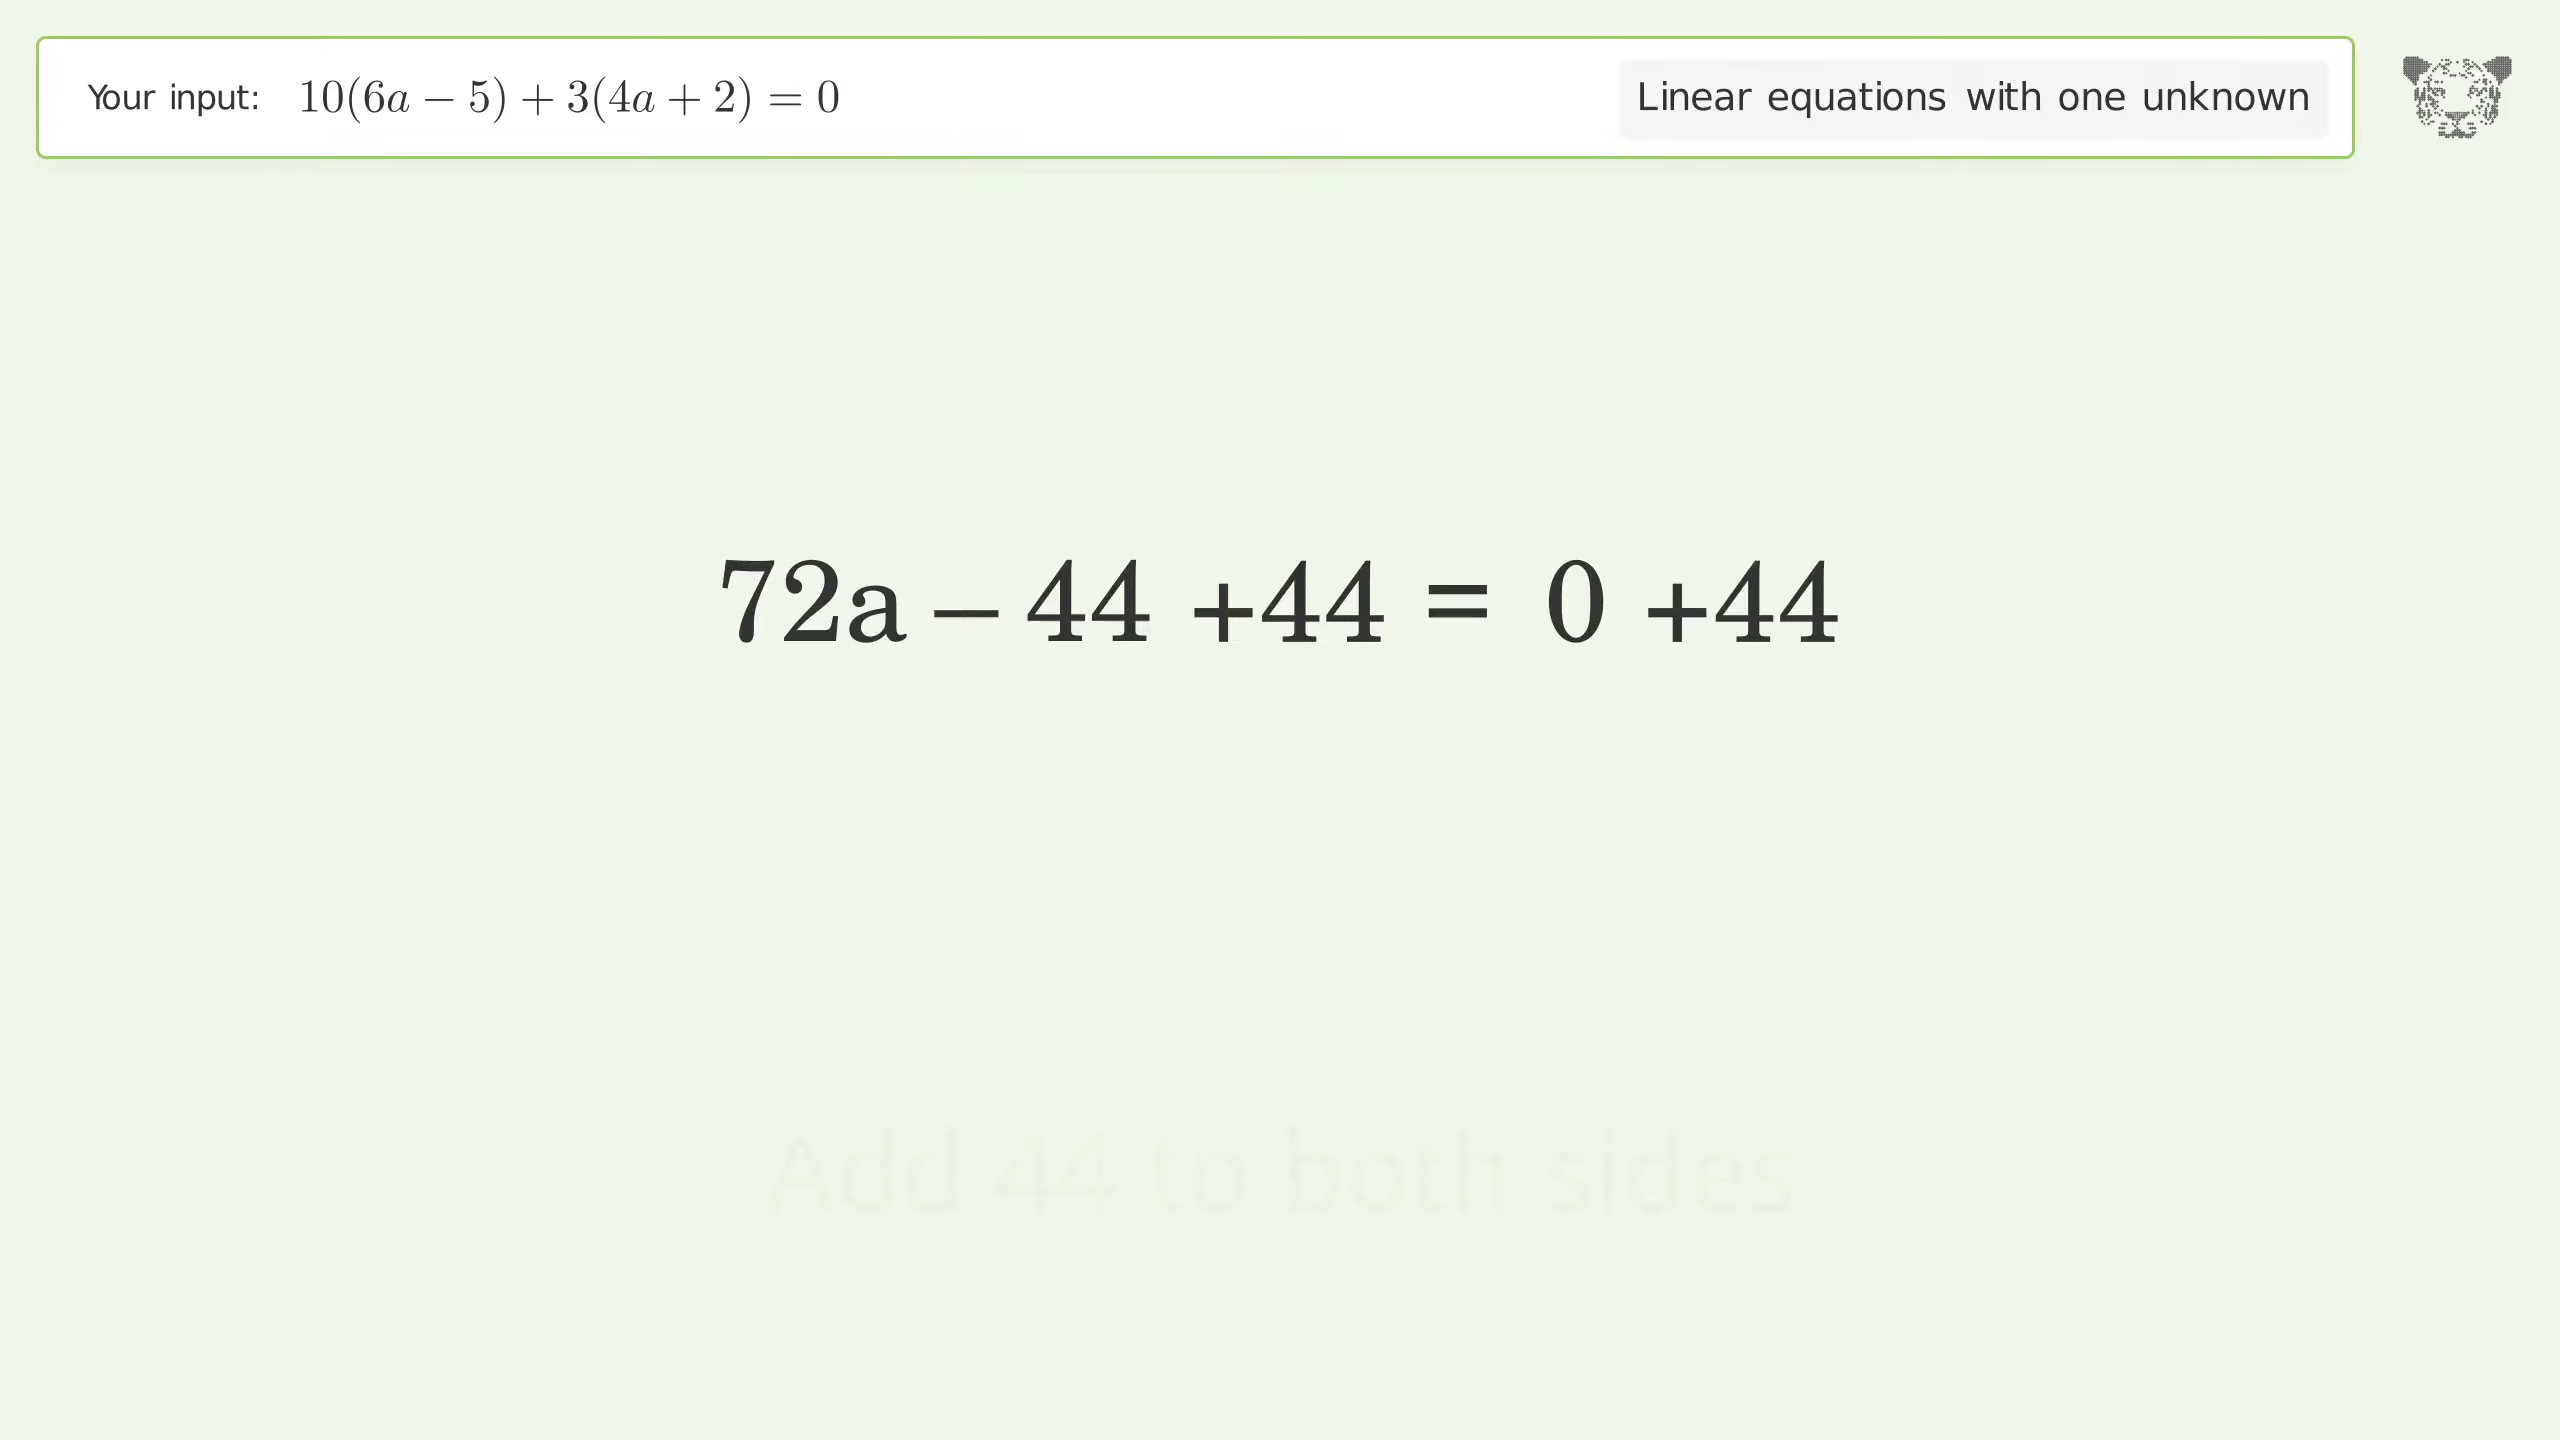 Your input: 10(6a − 5) + 3(4a + 2) = 0
Linear equations with one unknown
72a – 44 +44 = 0 +44
Add 44 to both sides